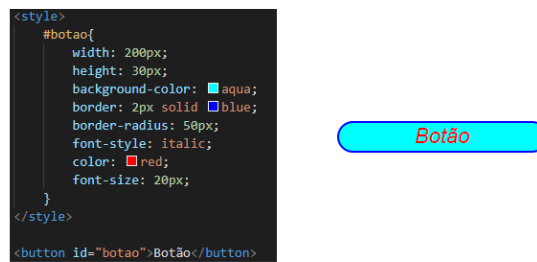 <style>
#botao{
width: 200px;
height: 30px;
background-color: aqua;
border: 2px solid blue;
border-radius: 50px;
font-style: italic;
color: red;
font-size: 20px;
}
</style>
<button id="botao">Botão</button>
Botão